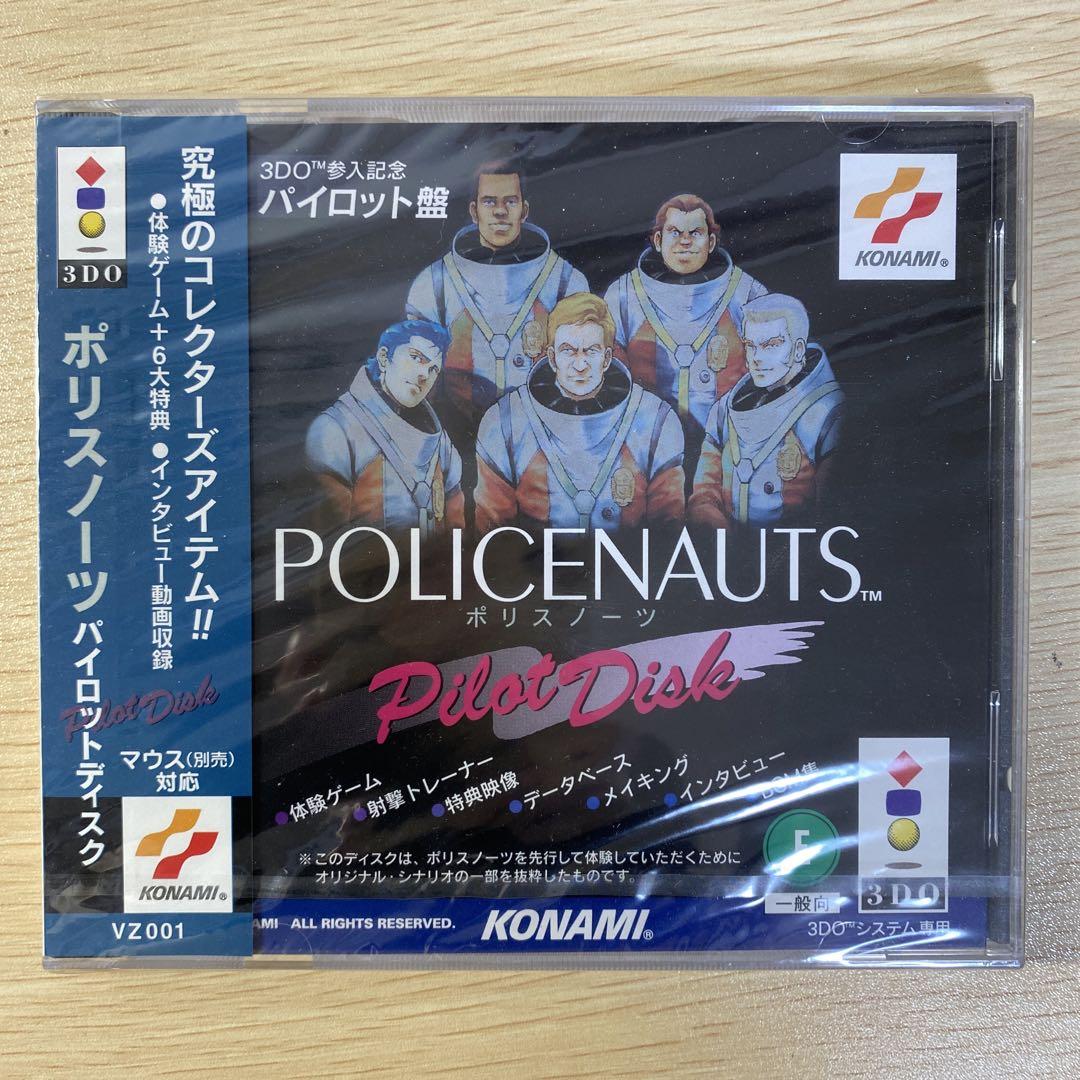 3DO
ポリスノーツ パイロットディスク
究極のコレクターズアイテム!!
●体験ゲーム+6大特典 ●インタビュー動画収録
Pilot Disk
マウス(別売)
対応
KONAMI®
VZ001
3DO™参入記念
パイロット盤
KONAMI®
POLICENAUTS™
ポリスノーツ
Pilot Disk
●体験ゲーム
●射撃トレーナー
●特典映像
●データベース
●メイキング
●インタビュー
BGM集
※このディスクは、ポリスノーツを先行して体験していただくために
オリジナル・シナリオの一部を抜粋したものです。
E
一般向
3DO
3DO™システム専用
AMI ALL RIGHTS RESERVED.
KONAMI®